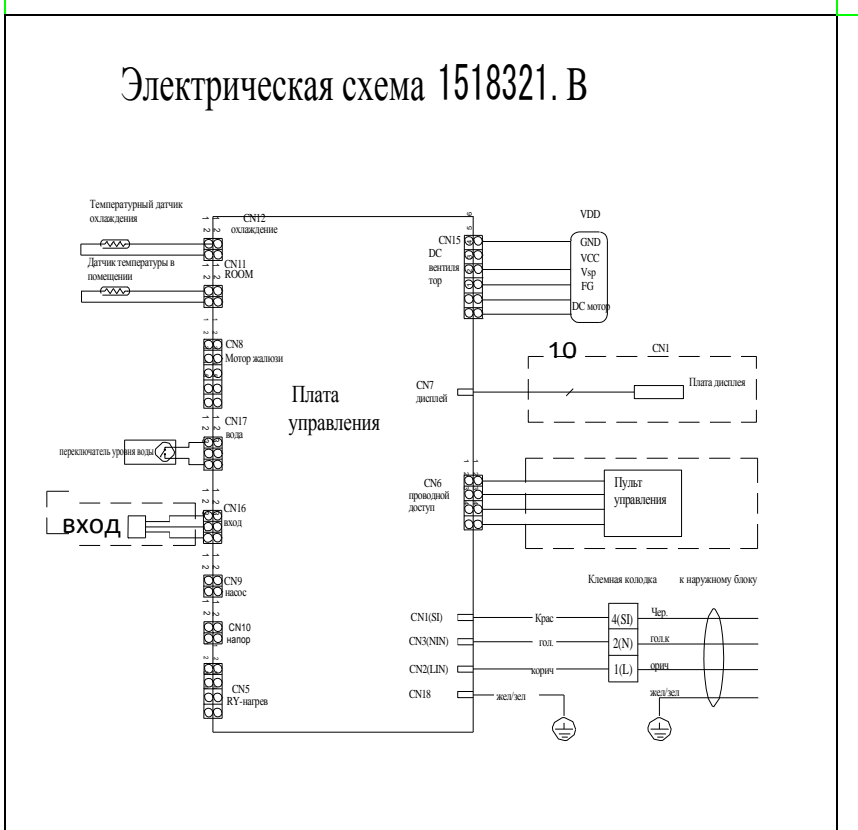 Электрическая схема 1518321. B
Температурный датчик
охлаждения
CN12
охлаждение
Датчик температуры в
помещении
CN11
ROOM
CN8
Мотор жалюзи
CN17
вода
переключатель уровня воды
CN16
вход
вход
CN9
насос
CN10
напор
CN5
RY-нагрев
Плата
управления
CN15
DC
вентиля
тор
VDD
GND
VCC
Vsp
FG
DC мотор
10
CN1
CN7
дисплей
Плата дисплея
CN6
проводной
доступ
Пульт
управления
Клемная колодка
к наружному блоку
CN1(SI)
Крас
4(SI)
Чер.
CN3(NIN)
гол.
2(N)
гол.к
CN2(LIN)
корич
1(L)
орич
CN18
жел/зел
жел/зел